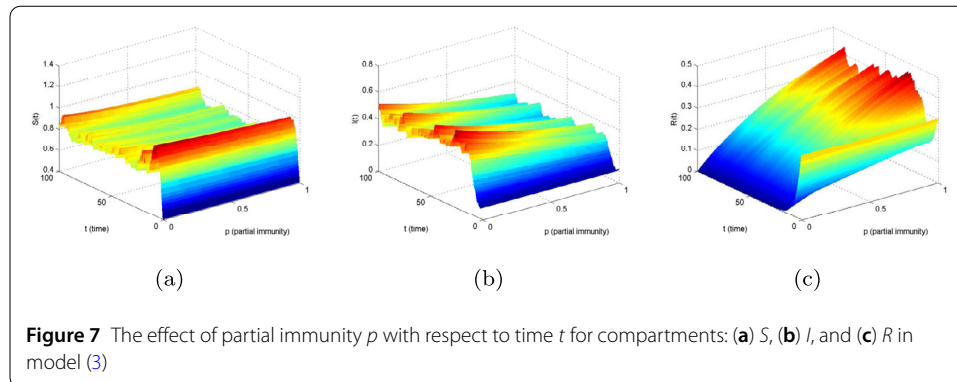 1.4
1.2
1
0.8
0.6
0.4
S(t)
100
50
0
t (time)
0
0.5
1
p (partial immunity)
0.8
0.6
0.4
0.2
0
I(t)
100
50
0
t (time)
0
0.5
1
p (partial immunity)
0.5
0.4
0.3
0.2
0.1
0
R(t)
100
50
0
t (time)
0
0.5
1
p (partial immunity)
(a) (b) (c)
Figure 7 The effect of partial immunity p with respect to time t for compartments: (a) S, (b) I, and (c) R in
model (3)